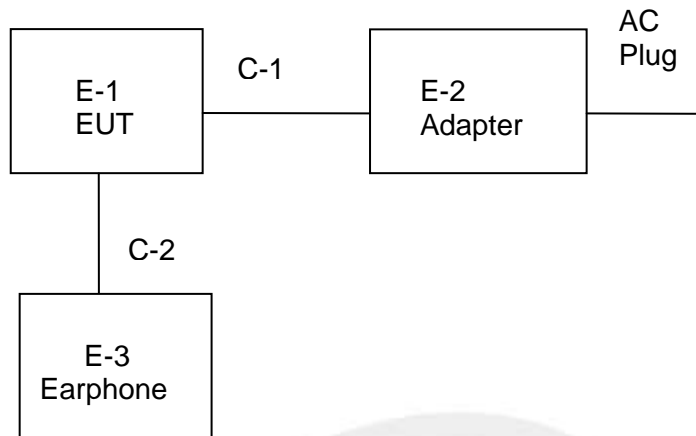 AC
Plug
C-1
E-1
EUT
E-2
Adapter
C-2
E-3
Earphone